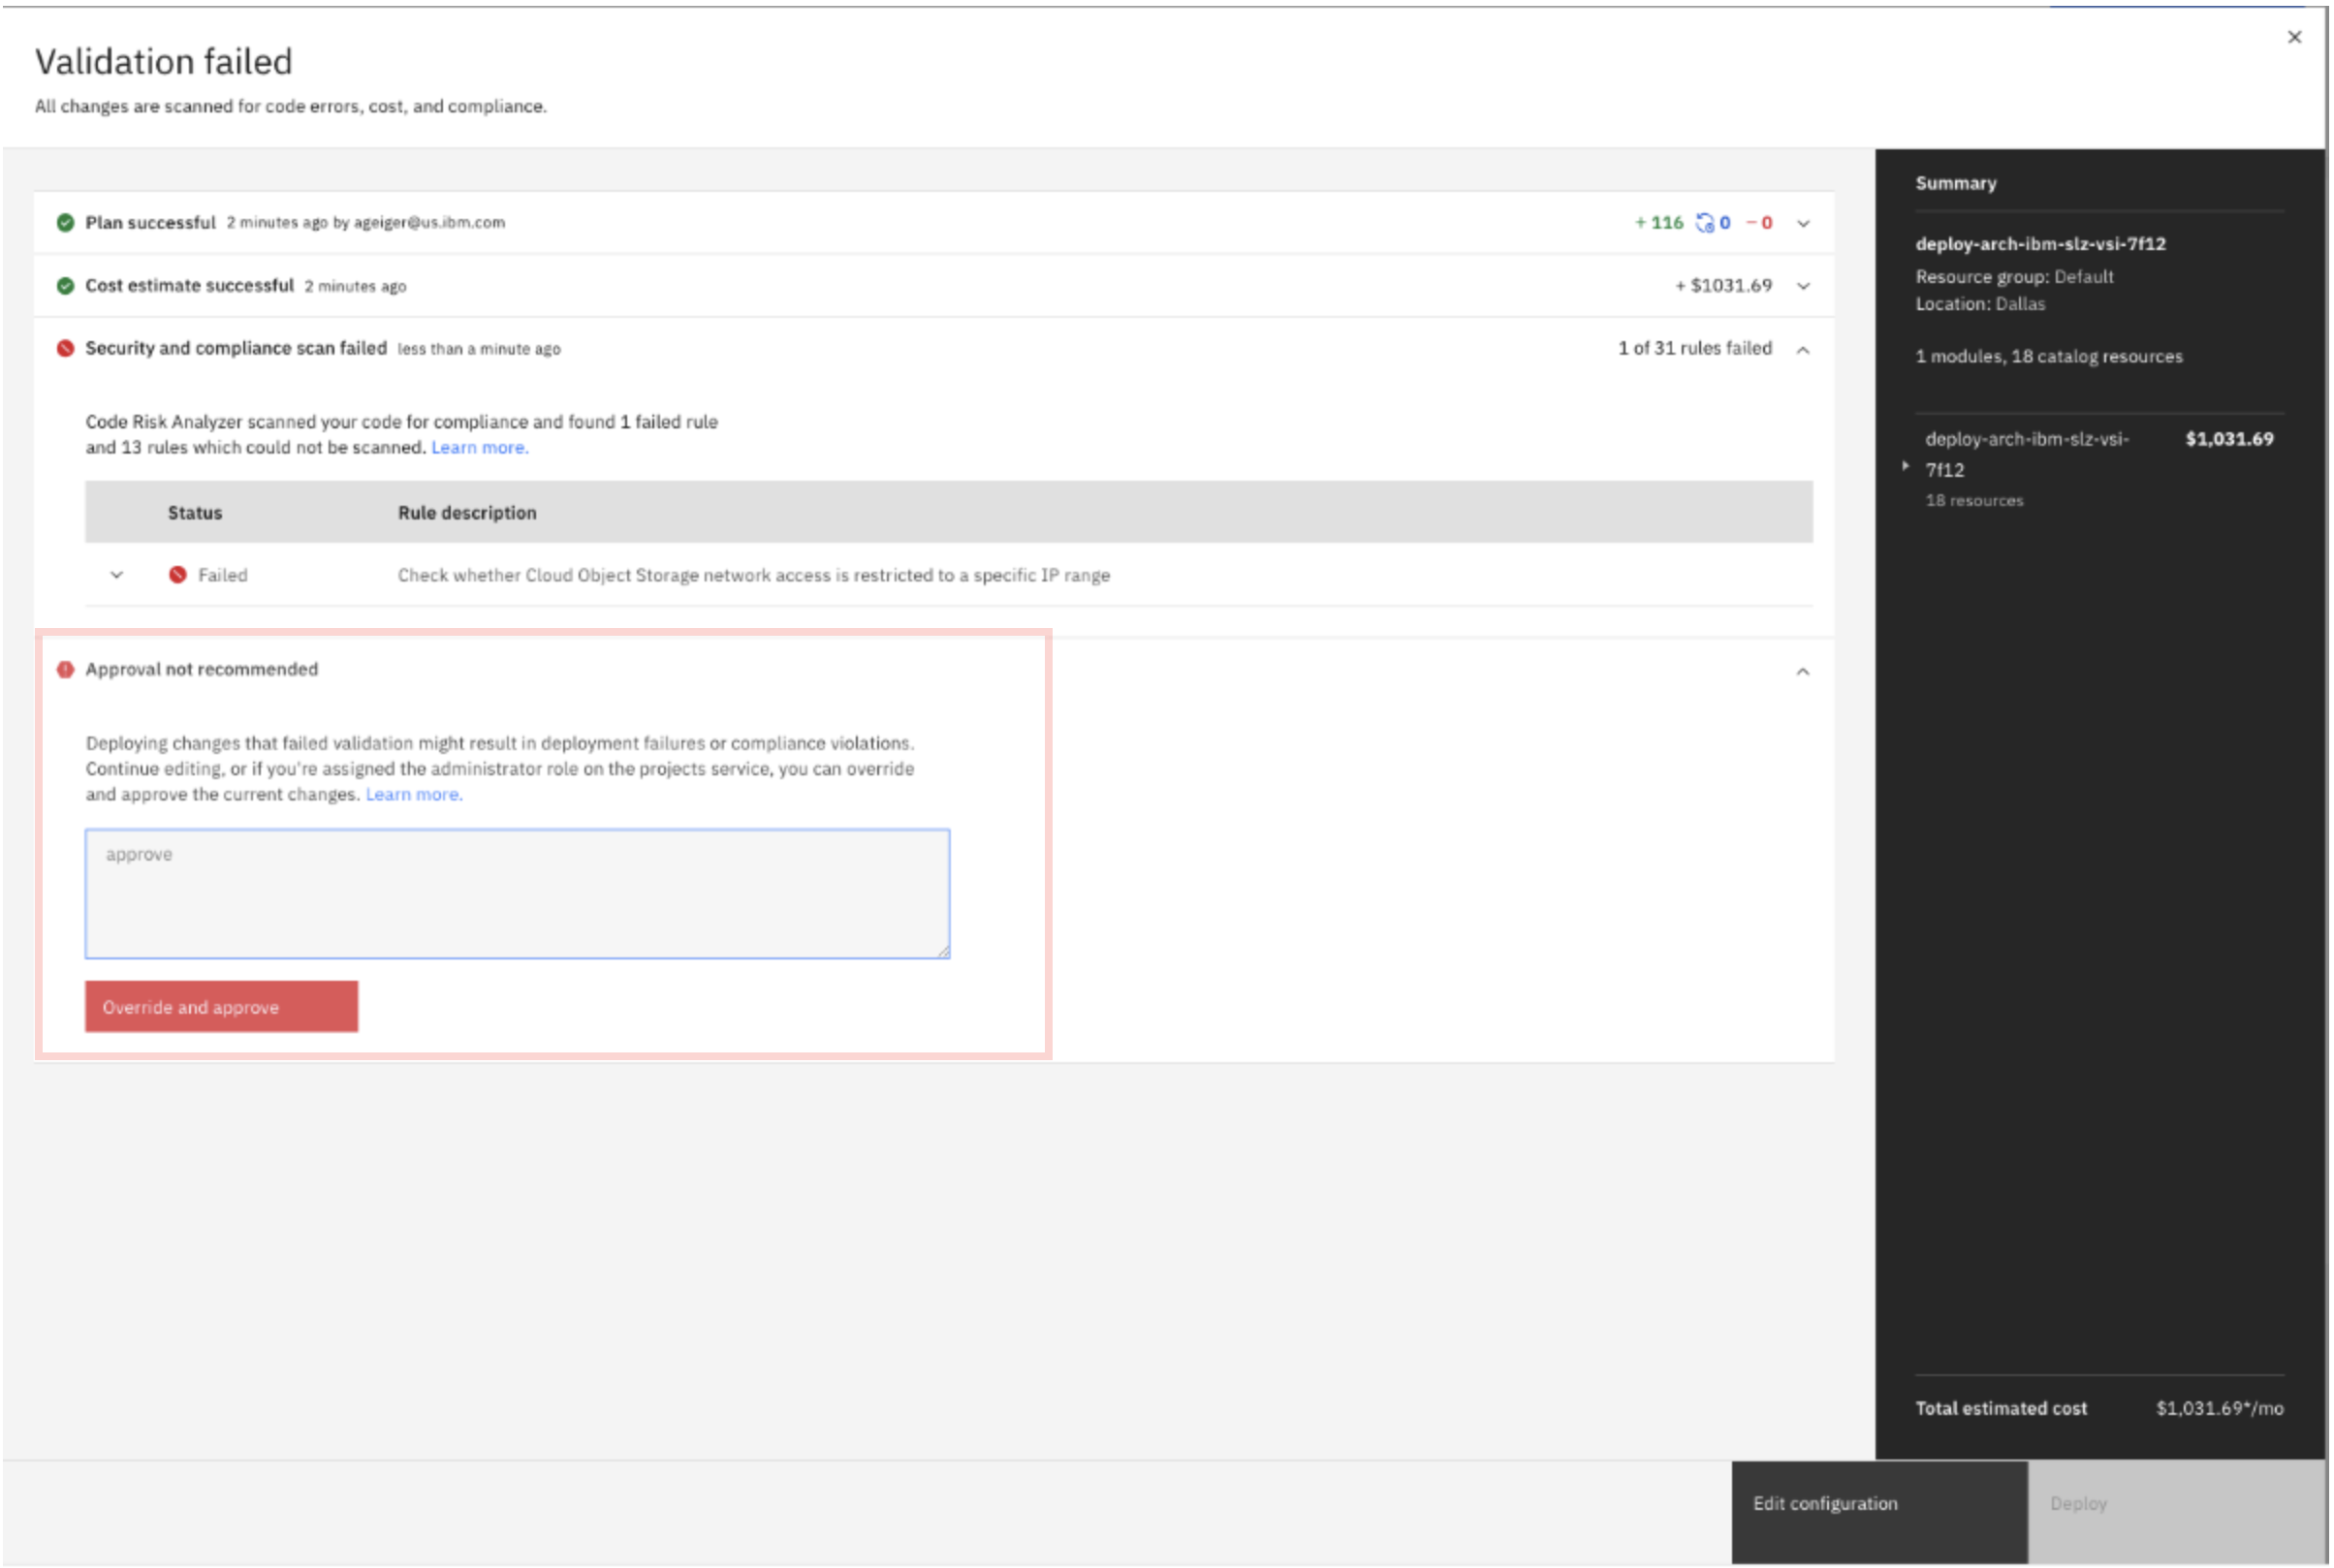 Validation failed
All changes are scanned for code errors, cost, and compliance.
Plan successful 2 minutes ago by ageiger@us.ibm.com +116 0 −0
Cost estimate successful 2 minutes ago + $1031.69
Security and compliance scan failed less than a minute ago 1 of 31 rules failed
Code Risk Analyzer scanned your code for compliance and found 1 failed rule
and 13 rules which could not be scanned. Learn more.
Status Rule description
Failed Check whether Cloud Object Storage network access is restricted to a specific IP range
Approval not recommended
Deploying changes that failed validation might result in deployment failures or compliance violations.
Continue editing, or if you're assigned the administrator role on the projects service, you can override
and approve the current changes. Learn more.
approve
Override and approve
Summary
deploy-arch-ibm-slz-vsi-7f12
Resource group: Default
Location: Dallas
1 modules, 18 catalog resources
deploy-arch-ibm-slz-vsi- $1,031.69
7f12
18 resources
Total estimated cost $1,031.69*/mo
Edit configuration Deploy